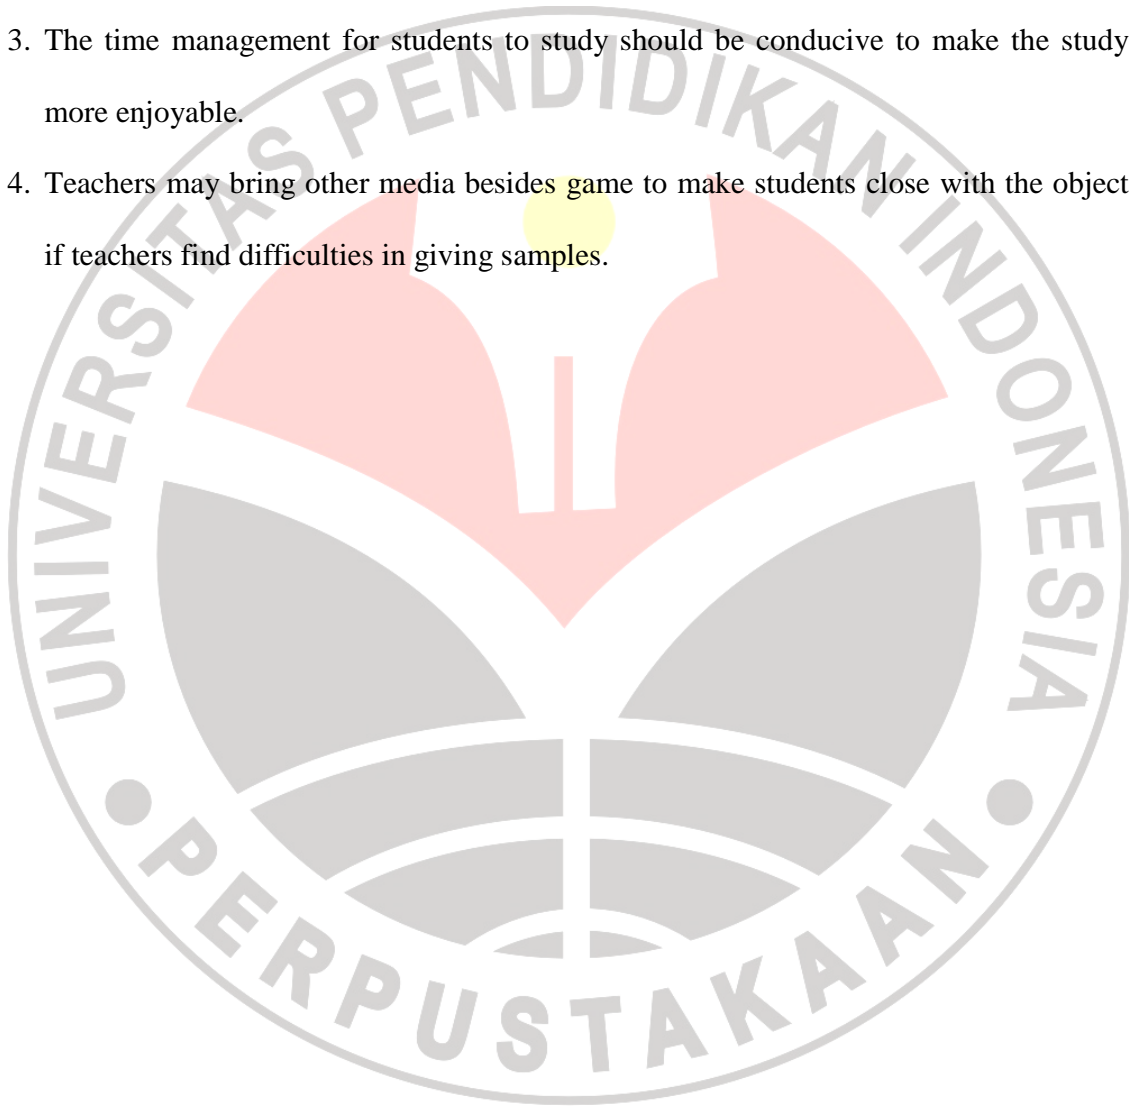 3. The time management for students to study should be conducive to make the study
more enjoyable.
4. Teachers may bring other media besides game to make students close with the object
if teachers find difficulties in giving samples.
UNIVERSITAS PENDIDIKAN INDONESIA
PERPUSTAKAAN